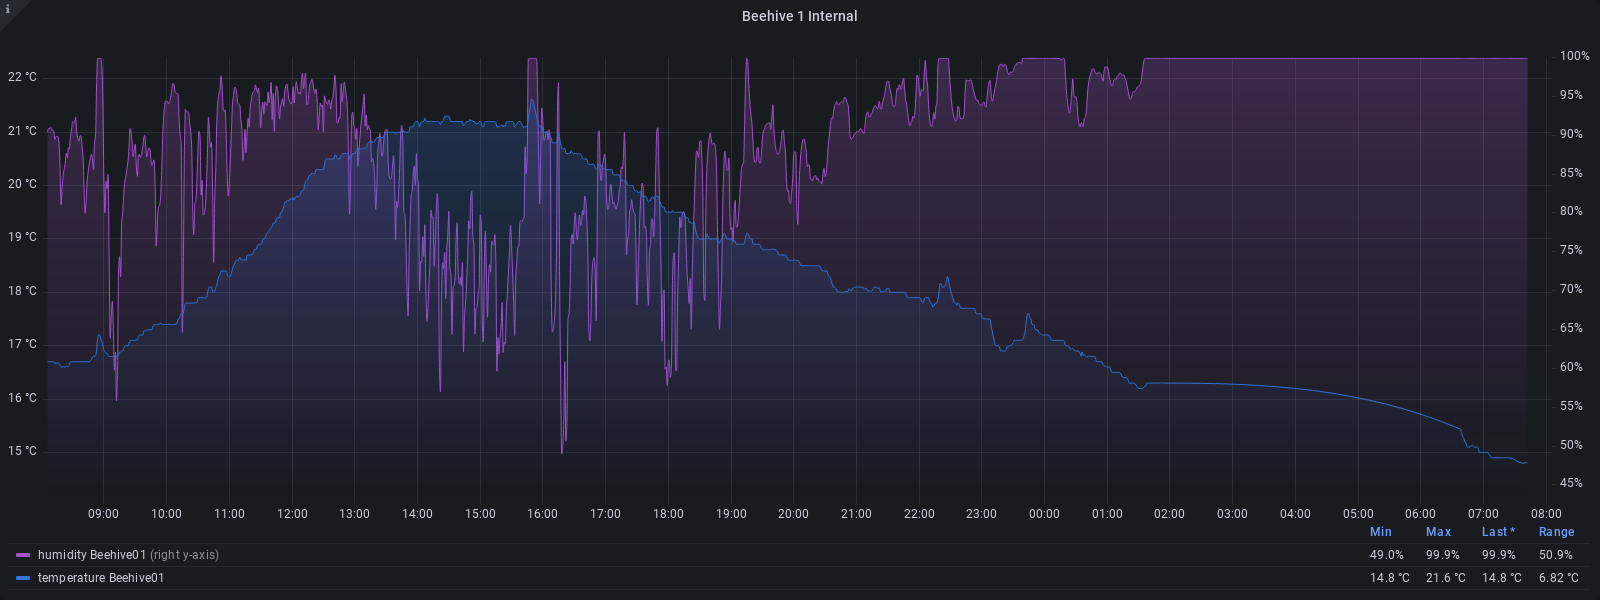 i
Beehive 1 Internal
22 °C
21 °C
20 °C
19 °C
18 °C
17 °C
16 °C
15 °C
100%
95%
90%
85%
80%
75%
70%
65%
60%
55%
50%
45%
09:00 10:00 11:00 12:00 13:00 14:00 15:00 16:00 17:00 18:00 19:00 20:00 21:00 22:00 23:00 00:00 01:00 02:00 03:00 04:00 05:00 06:00 07:00 08:00
Min Max Last * Range
humidity Beehive01 (right y-axis) 49.0% 99.9% 99.9% 50.9%
temperature Beehive01 14.8 °C 21.6 °C 14.8 °C 6.82 °C